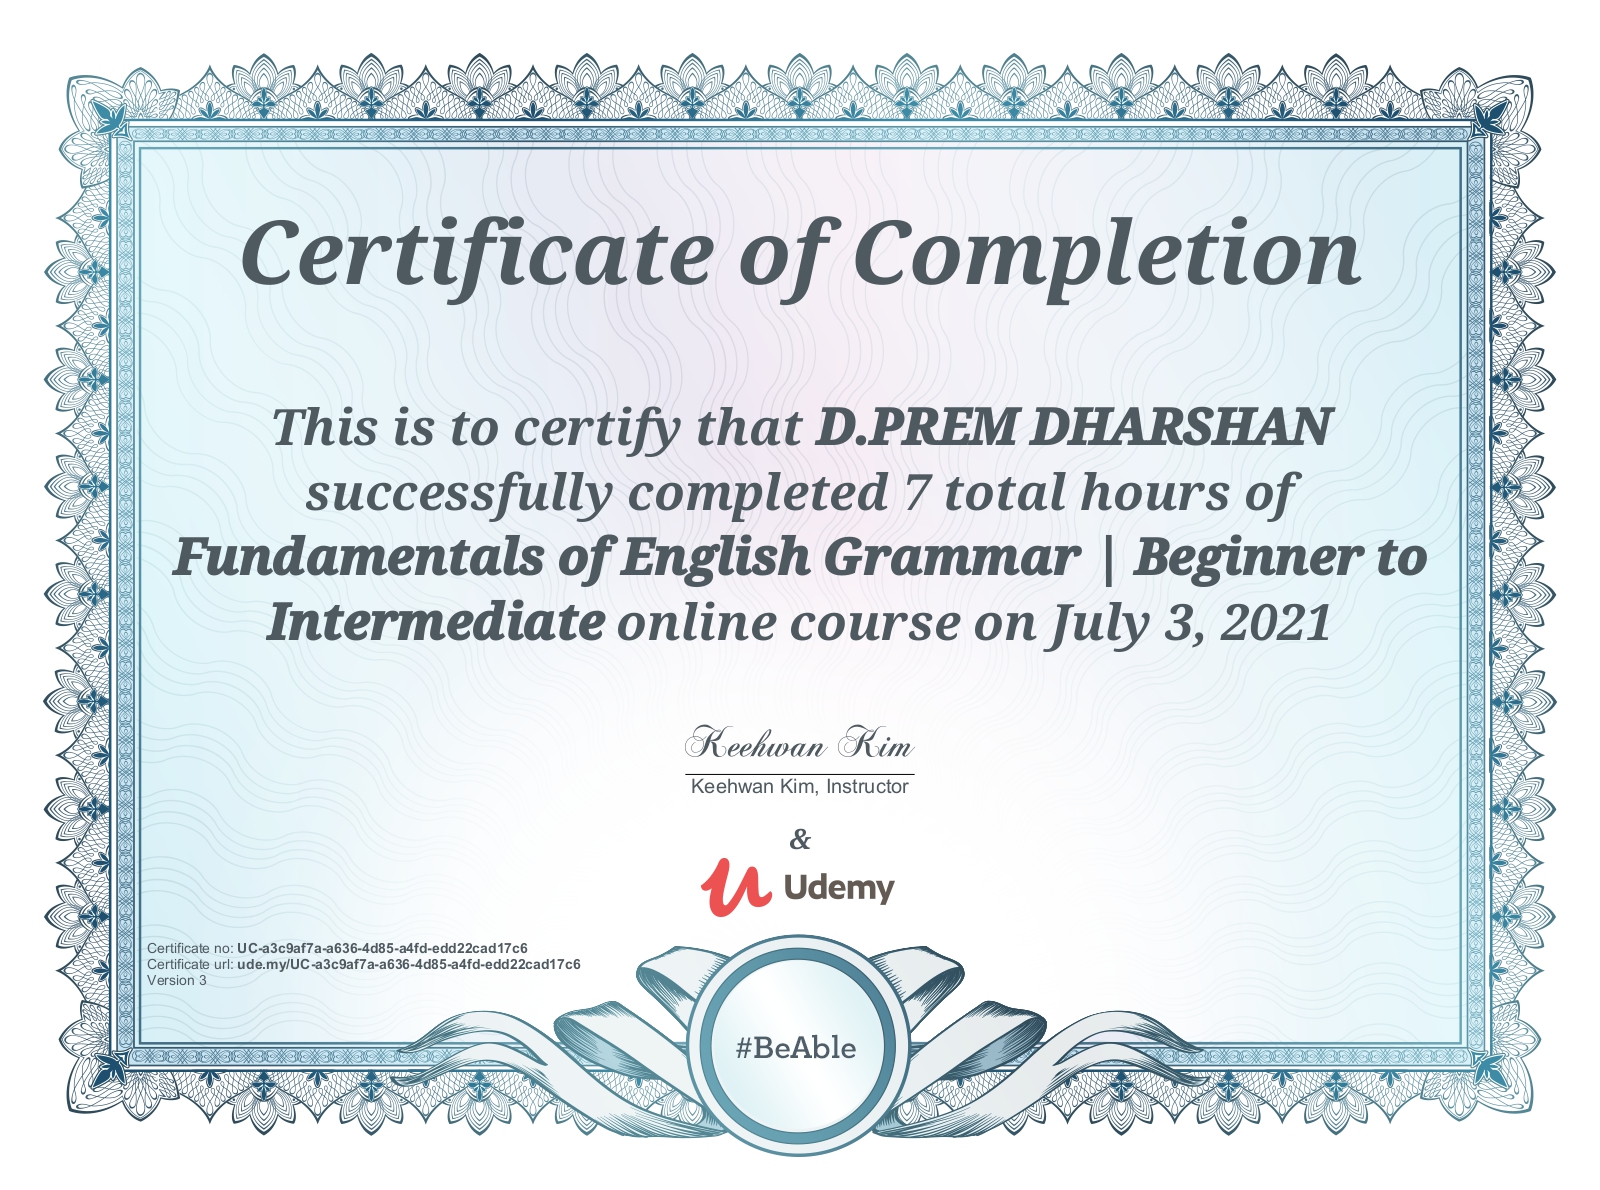 Certificate of Completion
This is to certify that D.PREM DHARSHAN
successfully completed 7 total hours of
Fundamentals of English Grammar | Beginner to
Intermediate online course on July 3, 2021
Keehwan Kim
Keehwan Kim, Instructor
&
Udemy
Certificate no: UC-a3c9af7a-a636-4d85-a4fd-edd22cad17c6
Certificate url: ude.my/UC-a3c9af7a-a636-4d85-a4fd-edd22cad17c6
Version 3
#BeAble